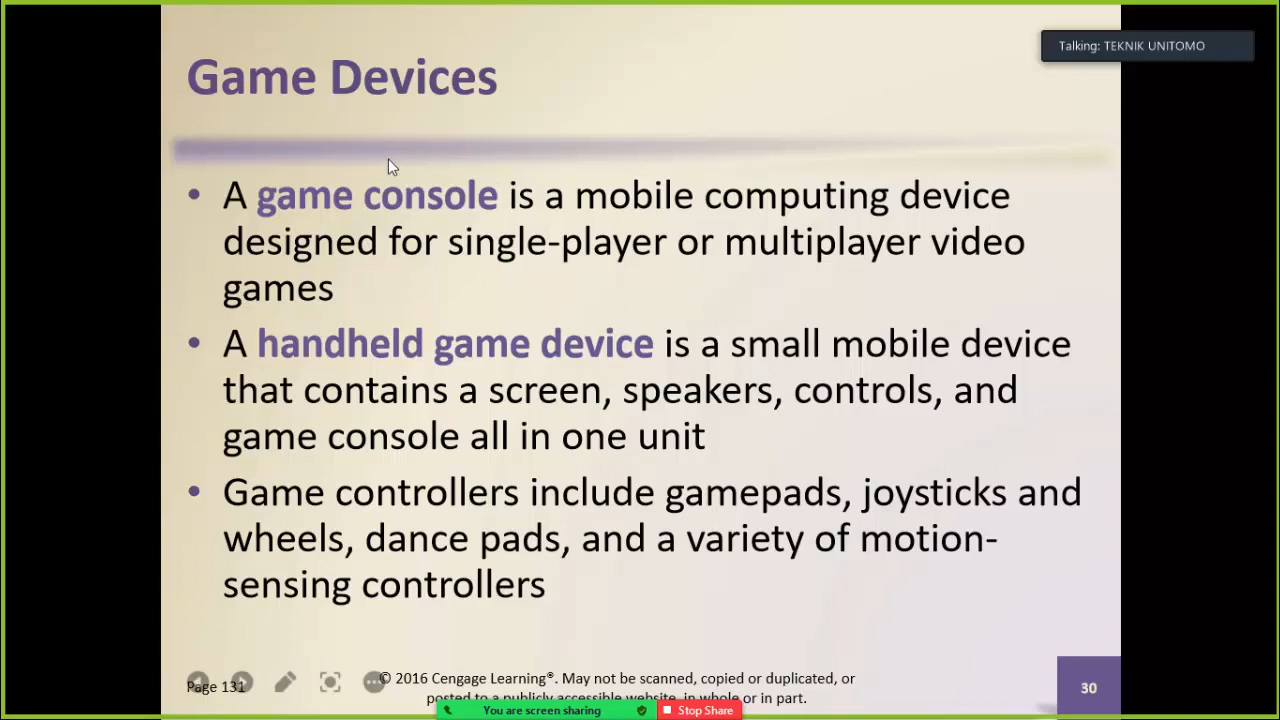 Talking: TEKNIK UNITOMO
Game Devices
• A game console is a mobile computing device
designed for single-player or multiplayer video
games
• A handheld game device is a small mobile device
that contains a screen, speakers, controls, and
game console all in one unit
• Game controllers include gamepads, joysticks and
wheels, dance pads, and a variety of motion-
sensing controllers
Page 131
© 2016 Cengage Learning®. May not be scanned, copied or duplicated, or
posted to a publicly accessible website, in whole or in part.
30
You are screen sharing
Stop Share